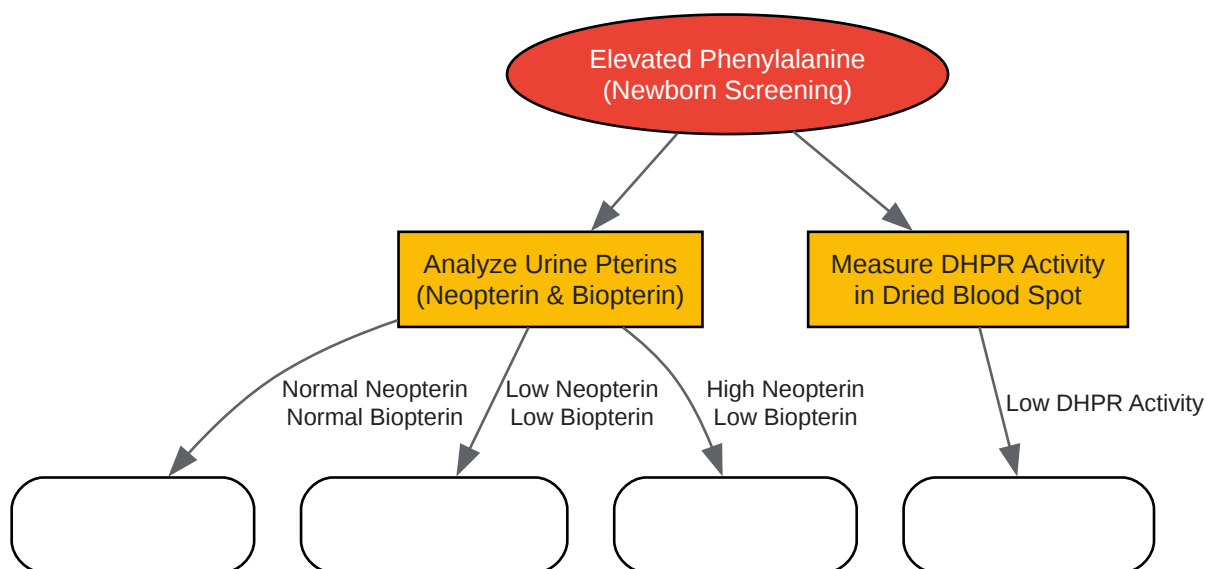 Elevated Phenylalanine
(Newborn Screening)
Analyze Urine Pterins
(Neopterin & Biopterin)
Measure DHPR Activity
in Dried Blood Spot
Normal Neopterin
Normal Biopterin
Low Neopterin
Low Biopterin
High Neopterin
Low Biopterin
Low DHPR Activity